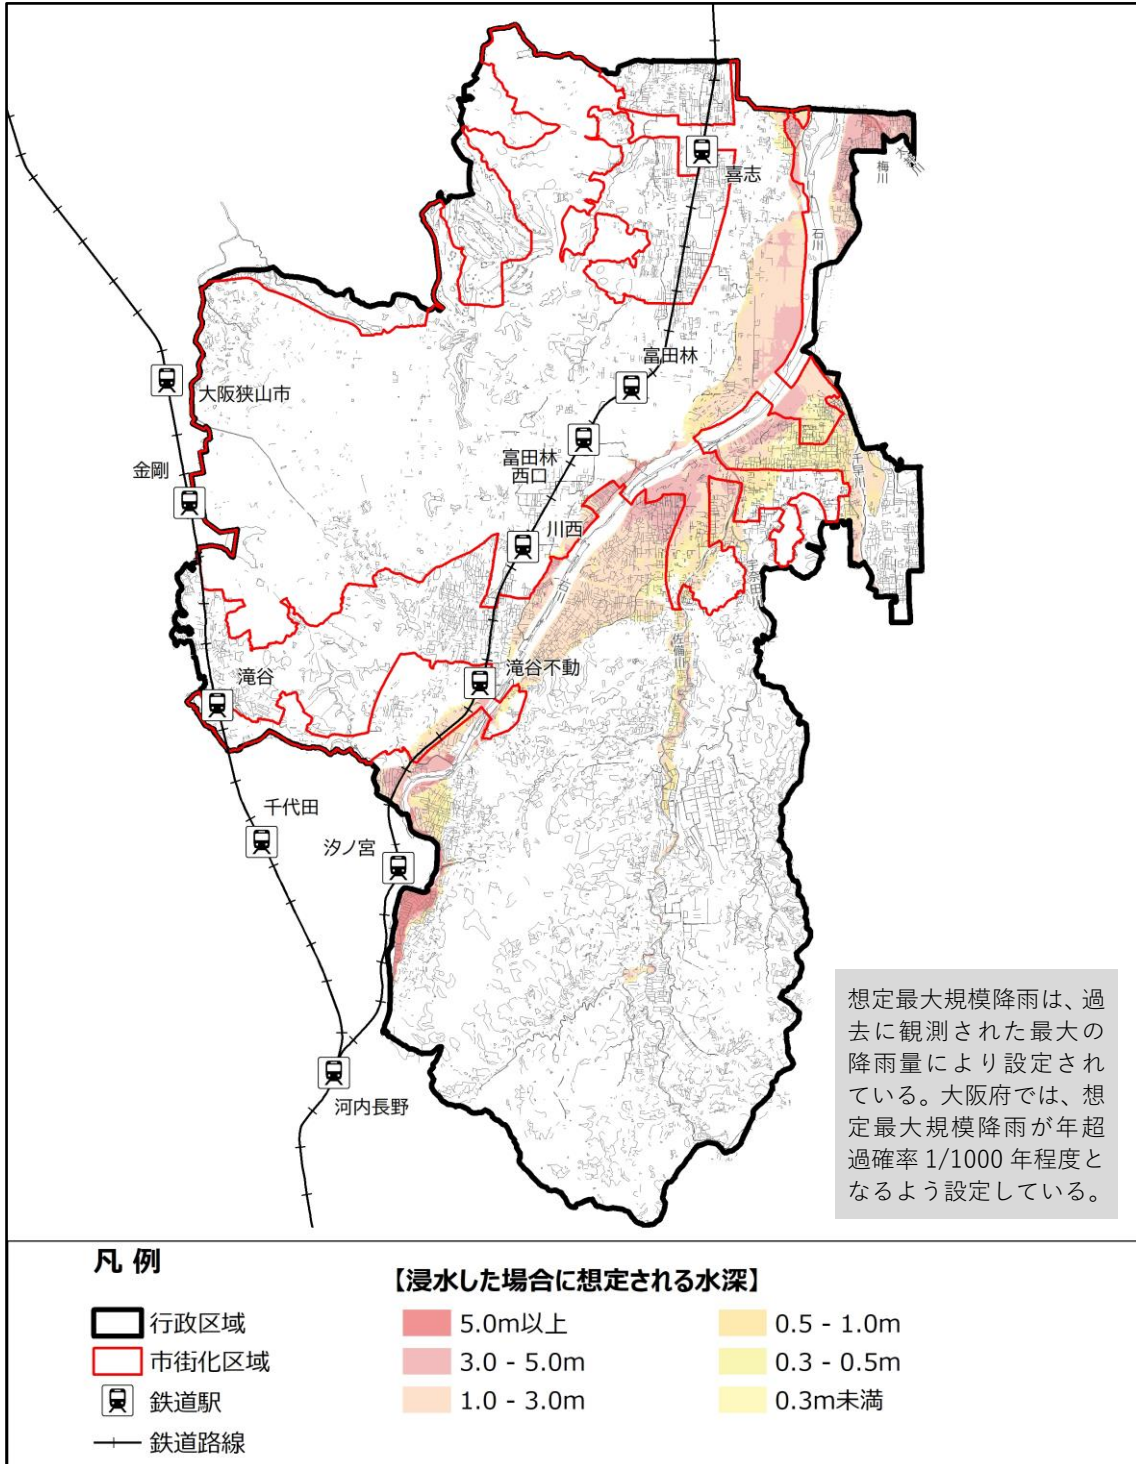 喜志
梅川
石川
富田林
大阪狭山市
富田林
西口
金剛
千早川
川西
石川
宇奈田川
佐備川
滝谷不動
滝谷
千代田
汐ノ宮
河内長野
想定最大規模降雨は、過
去に観測された最大の
降雨量により設定され
ている。大阪府では、想
定最大規模降雨が年超
過確率 1/1000 年程度と
なるよう設定している。
凡 例
【浸水した場合に想定される水深】
行政区域
5.0m以上
0.5 - 1.0m
市街化区域
3.0 - 5.0m
0.3 - 0.5m
鉄道駅
1.0 - 3.0m
0.3m未満
鉄道路線